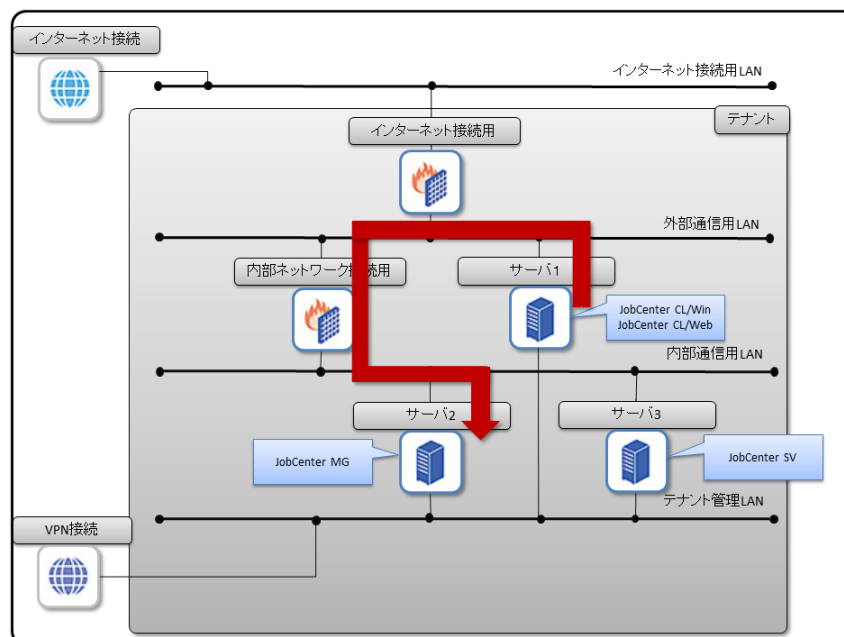 インターネット接続
インターネット接続用LAN
テナント
インターネット接続用
外部通信用LAN
内部ネットワーク接続用
サーバ1
JobCenter CL/Win
JobCenter CL/Web
内部通信用LAN
サーバ2
サーバ3
JobCenter MG
JobCenter SV
テナント管理LAN
VPN接続